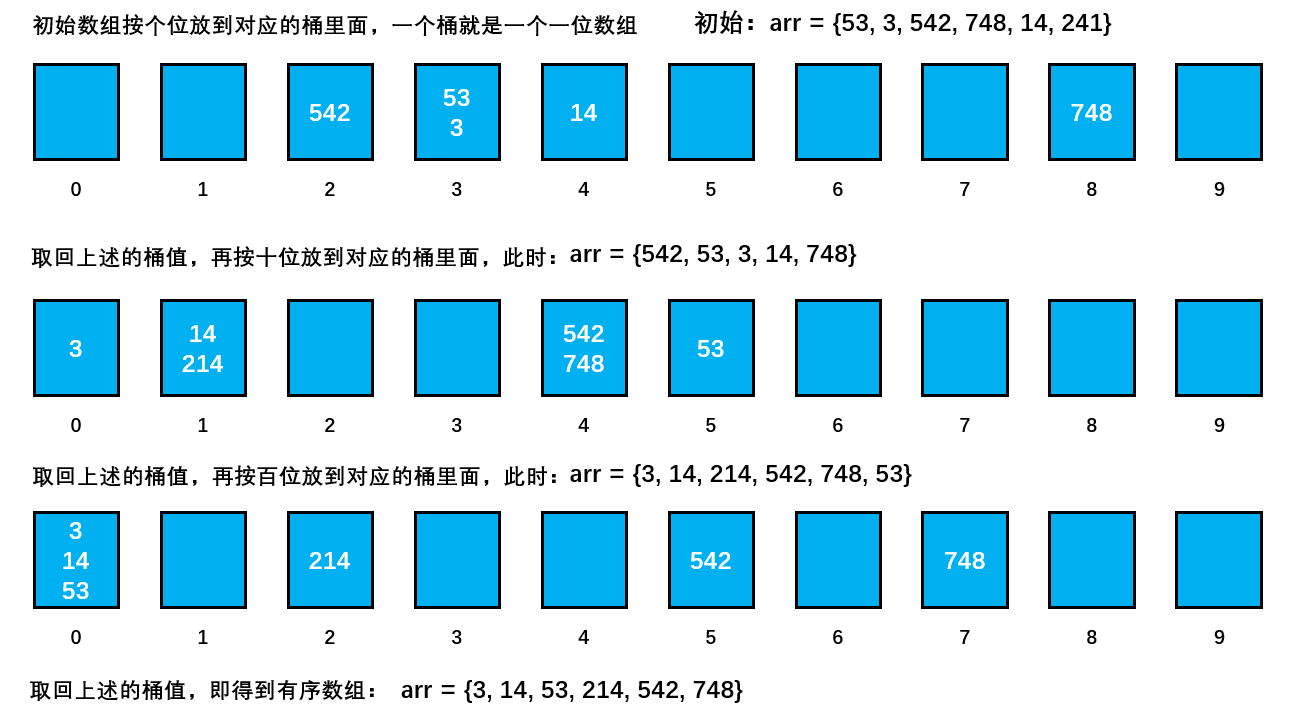 初始数组按个位放到对应的桶里面，一个桶就是一个一位数组 初始：arr = {53, 3, 542, 748, 14, 241}
542 53 14 748
3
0 1 2 3 4 5 6 7 8 9
取回上述的桶值，再按十位放到对应的桶里面，此时：arr = {542, 53, 3, 14, 748}
3 14 542 53
214 748
0 1 2 3 4 5 6 7 8 9
取回上述的桶值，再按百位放到对应的桶里面，此时：arr = {3, 14, 214, 542, 748, 53}
3
14 214 542 748
53
0 1 2 3 4 5 6 7 8 9
取回上述的桶值，即得到有序数组： arr = {3, 14, 53, 214, 542, 748}